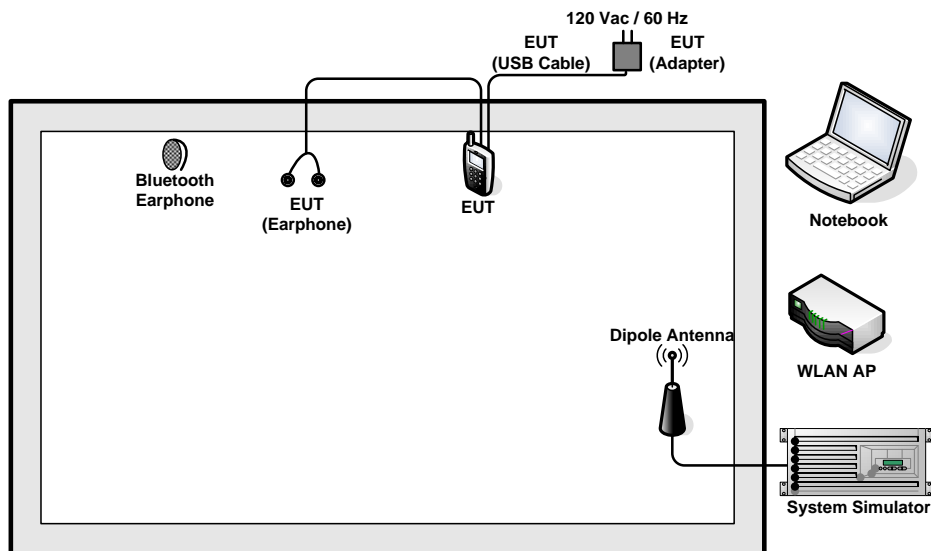 120 Vac / 60 Hz
EUT
(USB Cable)
EUT
(Adapter)
Bluetooth
Earphone
EUT
(Earphone)
EUT
Notebook
Dipole Antenna
WLAN AP
System Simulator